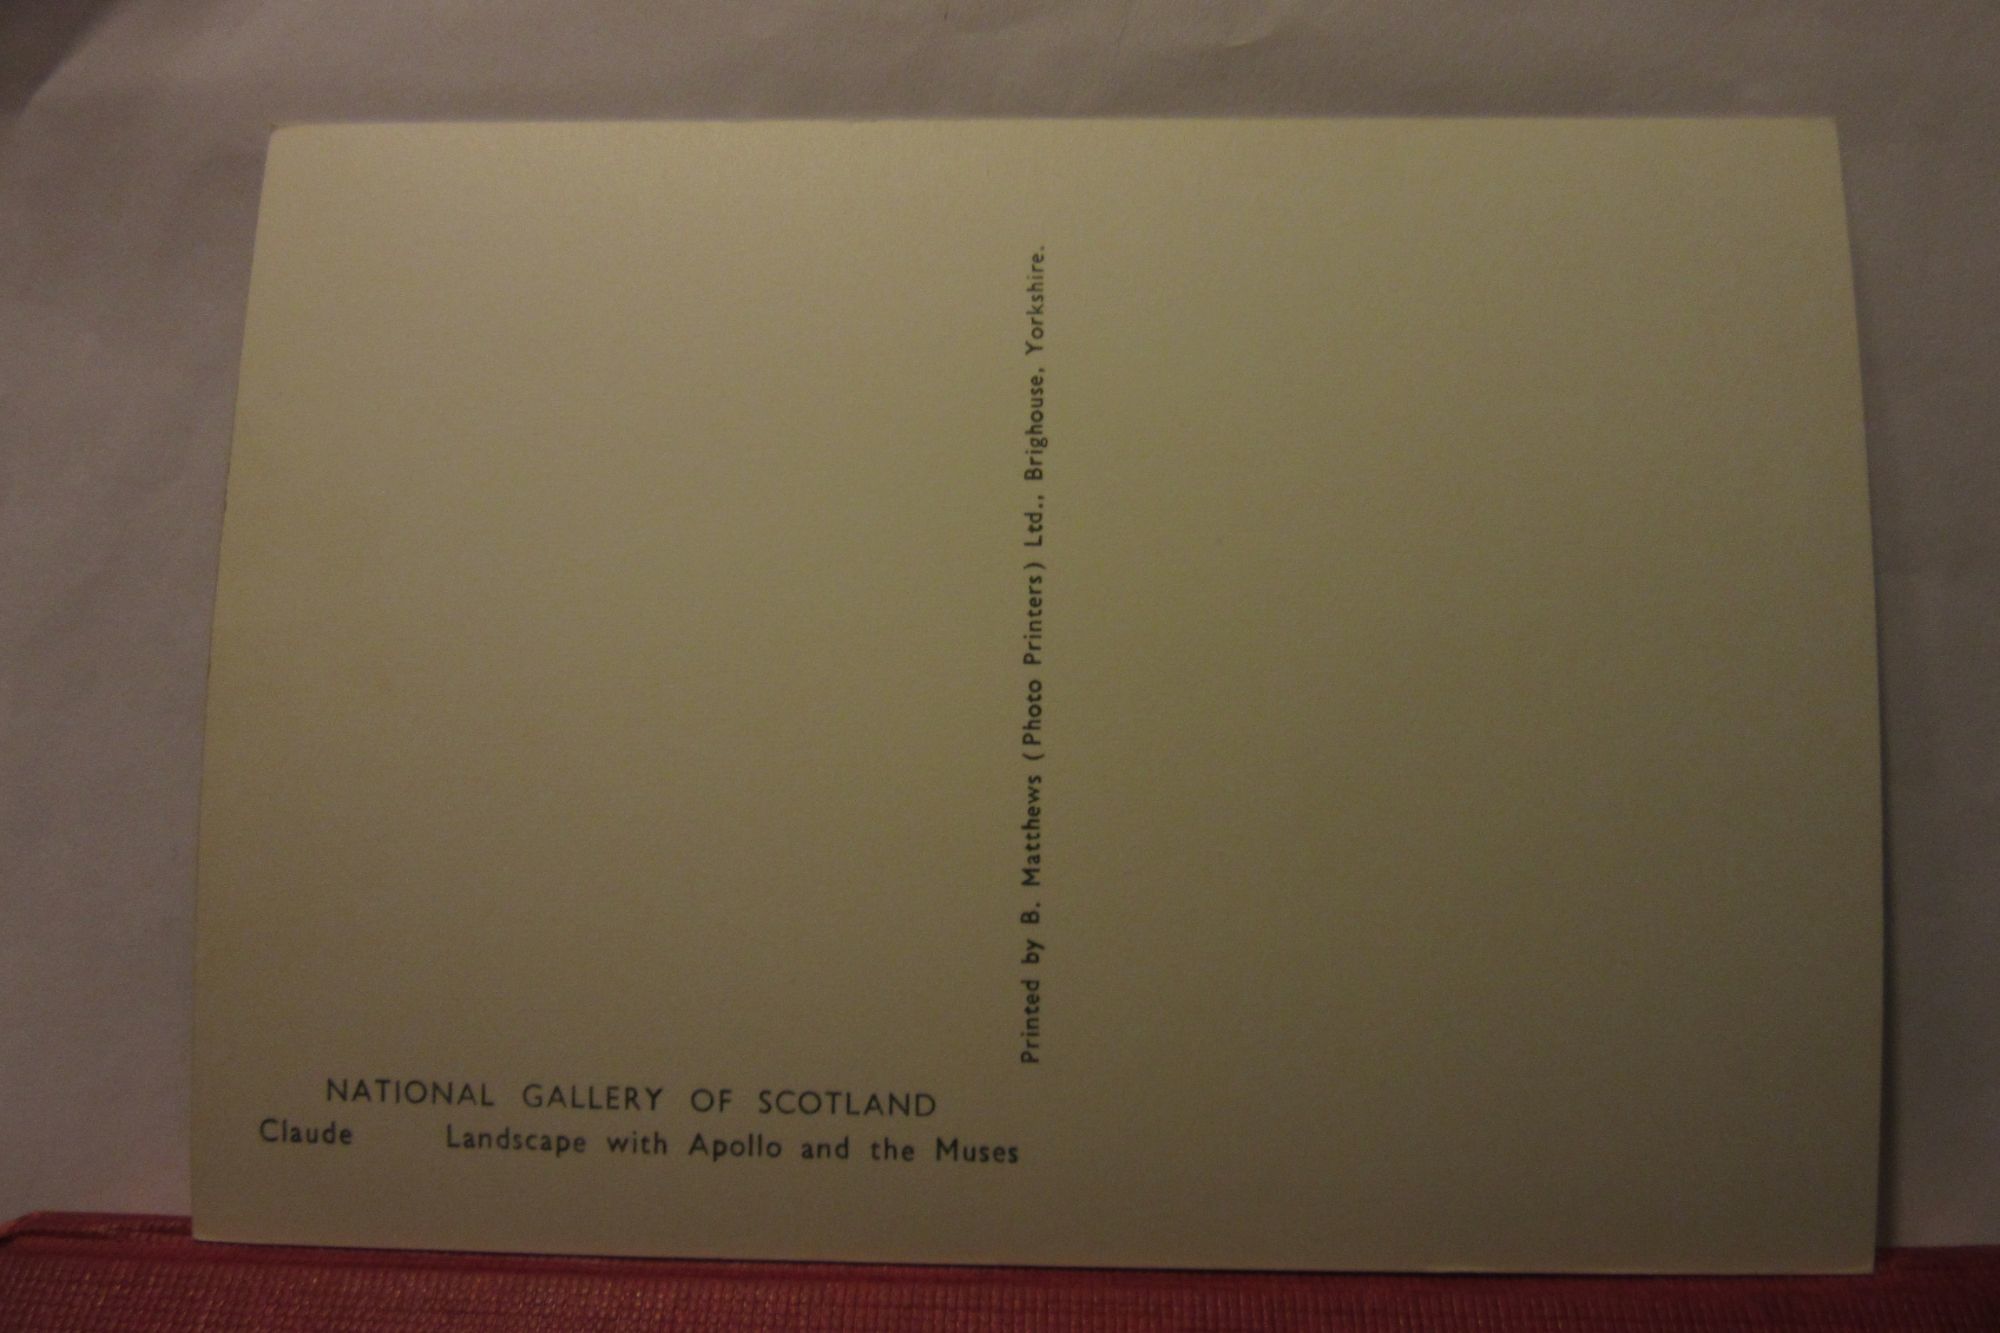 NATIONAL GALLERY OF SCOTLAND
Claude Landscape with Apollo and the Muses
Printed by B. Matthews (Photo Printers) Ltd., Brighouse, Yorkshire.